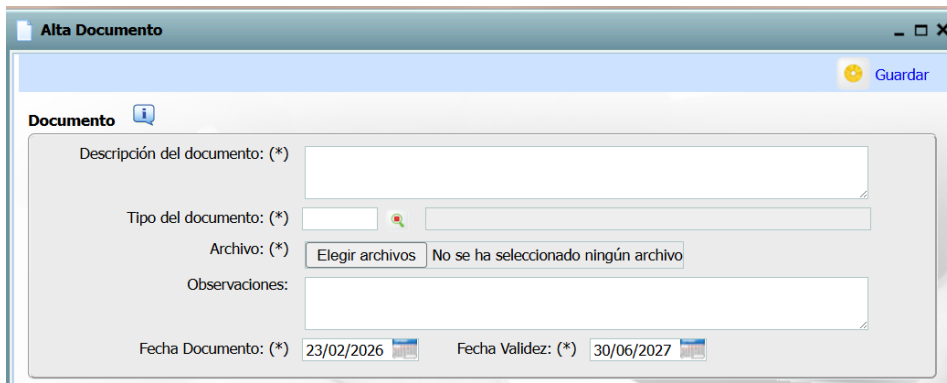 Alta Documento
Guardar
Documento
Descripción del documento: (*)
Tipo del documento: (*)
Archivo: (*) Elegir archivos No se ha seleccionado ningún archivo
Observaciones:
Fecha Documento: (*) 23/02/2026 Fecha Validez: (*) 30/06/2027